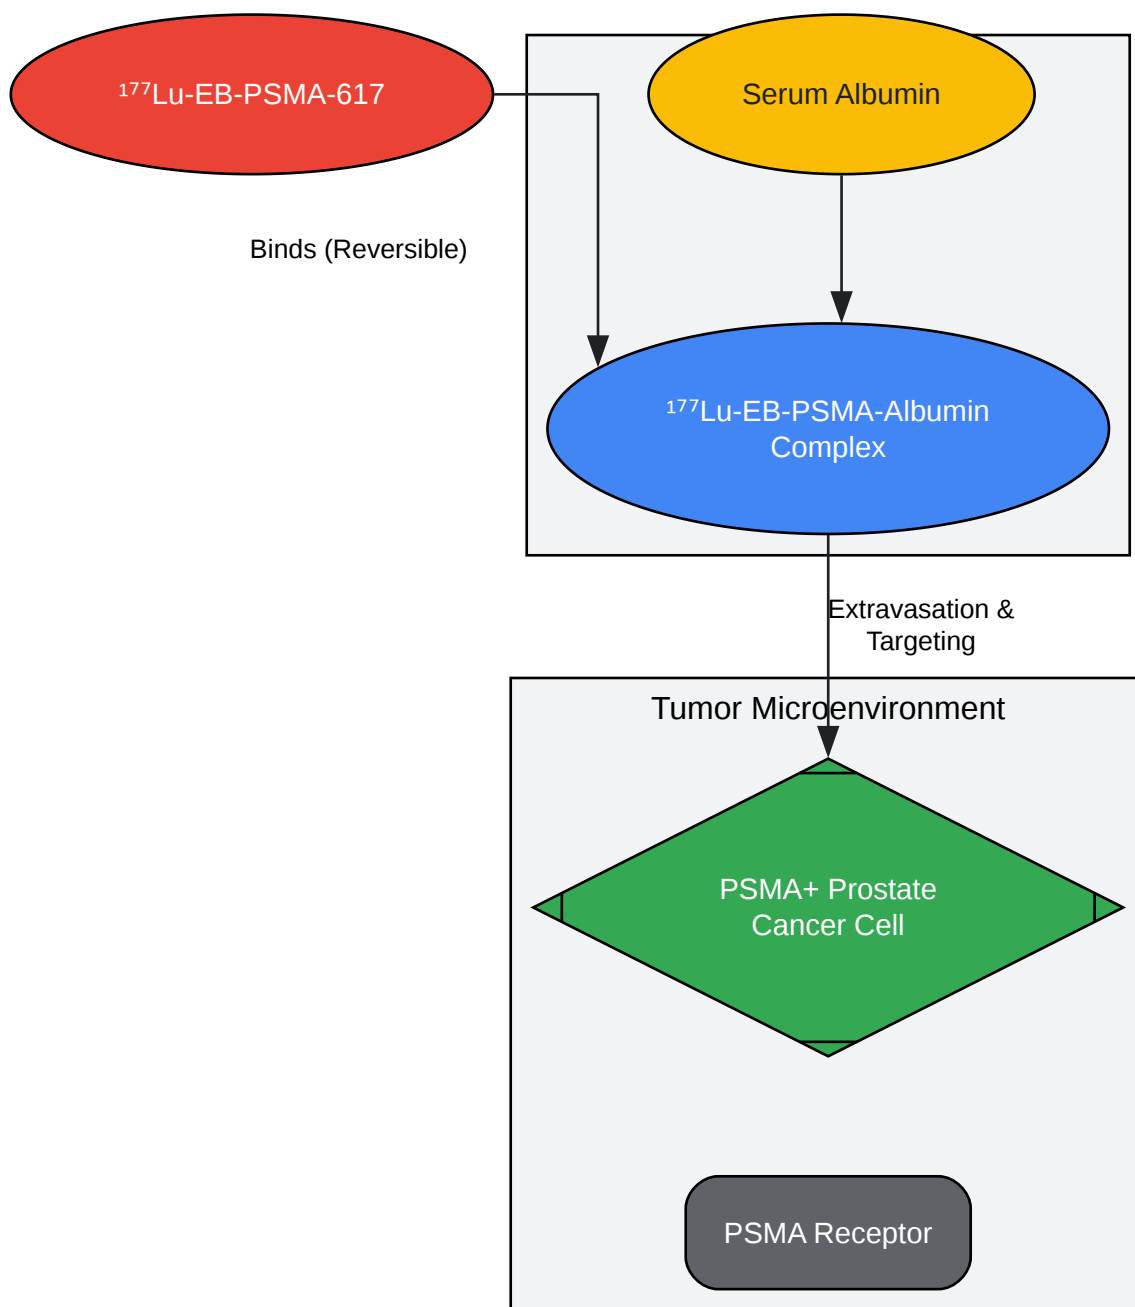 ¹⁷⁷Lu-EB-PSMA-617
Serum Albumin
Binds (Reversible)
¹⁷⁷Lu-EB-PSMA-Albumin
Complex
Extravasation &
Targeting
Tumor Microenvironment
PSMA+ Prostate
Cancer Cell
PSMA Receptor